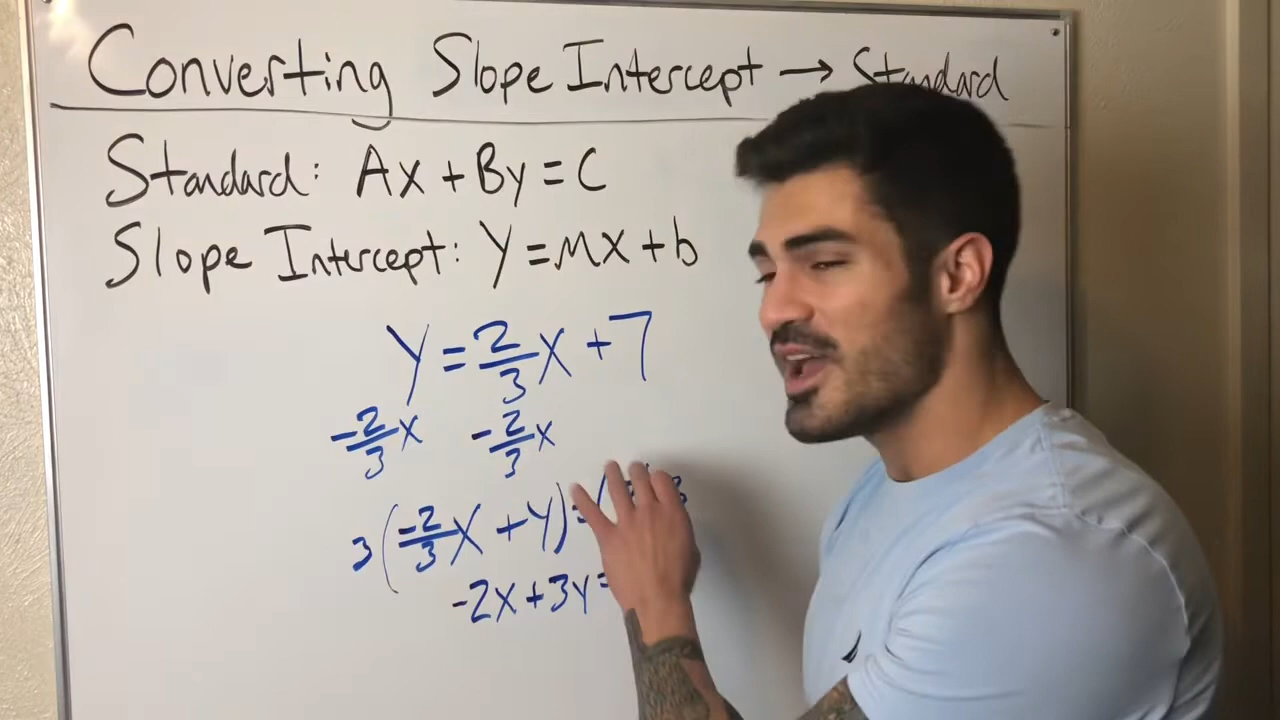 Converting Slope Intercept → Standard
Standard: Ax + By = C
Slope Intercept: Y = MX + b
Y = 2/3 X + 7
-2/3 X -2/3 X
3(-2/3 X + Y) =
-2X + 3Y =